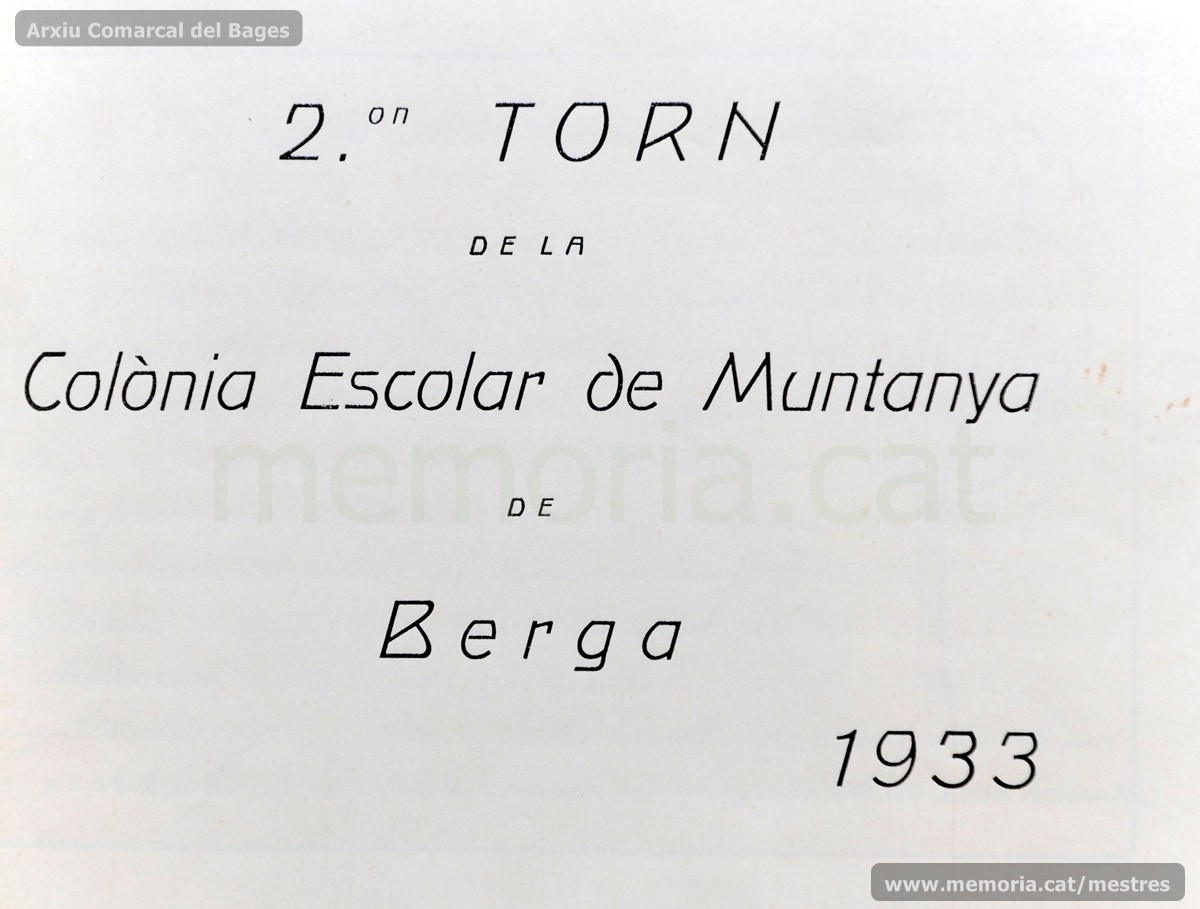 Arxiu Comarcal del Bages
2.on TORN
DE LA
Colònia Escolar de Muntanya
memoria.cat
DE
Berga
1933
www.memoria.cat/mestres